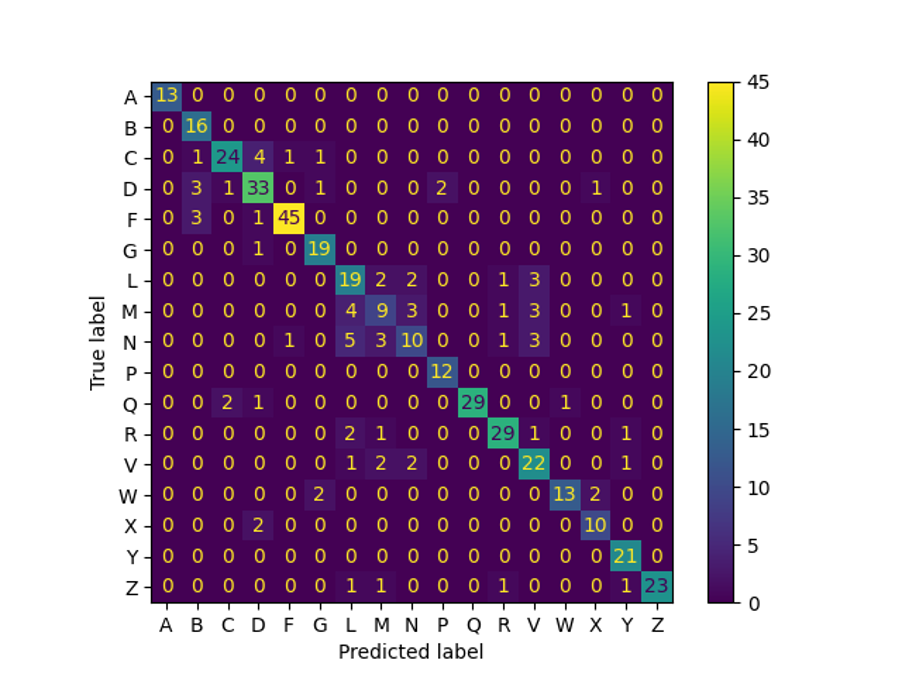 A 13 0 0 0 0 0 0 0 0 0 0 0 0 0 0 0 0
B 0 16 0 0 0 0 0 0 0 0 0 0 0 0 0 0 0
C 0 1 24 4 1 1 0 0 0 0 0 0 0 0 0 0 0
D 0 3 1 33 0 1 0 0 0 2 0 0 0 0 1 0 0
F 0 3 0 1 45 0 0 0 0 0 0 0 0 0 0 0 0
G 0 0 0 1 0 19 0 0 0 0 0 0 0 0 0 0 0
L 0 0 0 0 0 0 19 2 2 0 0 1 3 0 0 0 0
M 0 0 0 0 0 0 4 9 3 0 0 1 3 0 0 1 0
N 0 0 0 0 1 0 5 3 10 0 0 1 3 0 0 0 0
P 0 0 0 0 0 0 0 0 0 12 0 0 0 0 0 0 0
Q 0 0 2 1 0 0 0 0 0 0 29 0 0 1 0 0 0
R 0 0 0 0 0 0 2 1 0 0 0 29 1 0 0 1 0
V 0 0 0 0 0 0 1 2 2 0 0 0 22 0 0 1 0
W 0 0 0 0 0 2 0 0 0 0 0 0 0 13 2 0 0
X 0 0 0 2 0 0 0 0 0 0 0 0 0 0 10 0 0
Y 0 0 0 0 0 0 0 0 0 0 0 0 0 0 0 21 0
Z 0 0 0 0 0 0 1 1 0 0 0 1 0 0 0 1 23
A B C D F G L M N P Q R V W X Y Z
Predicted label
True label
45
40
35
30
25
20
15
10
5
0